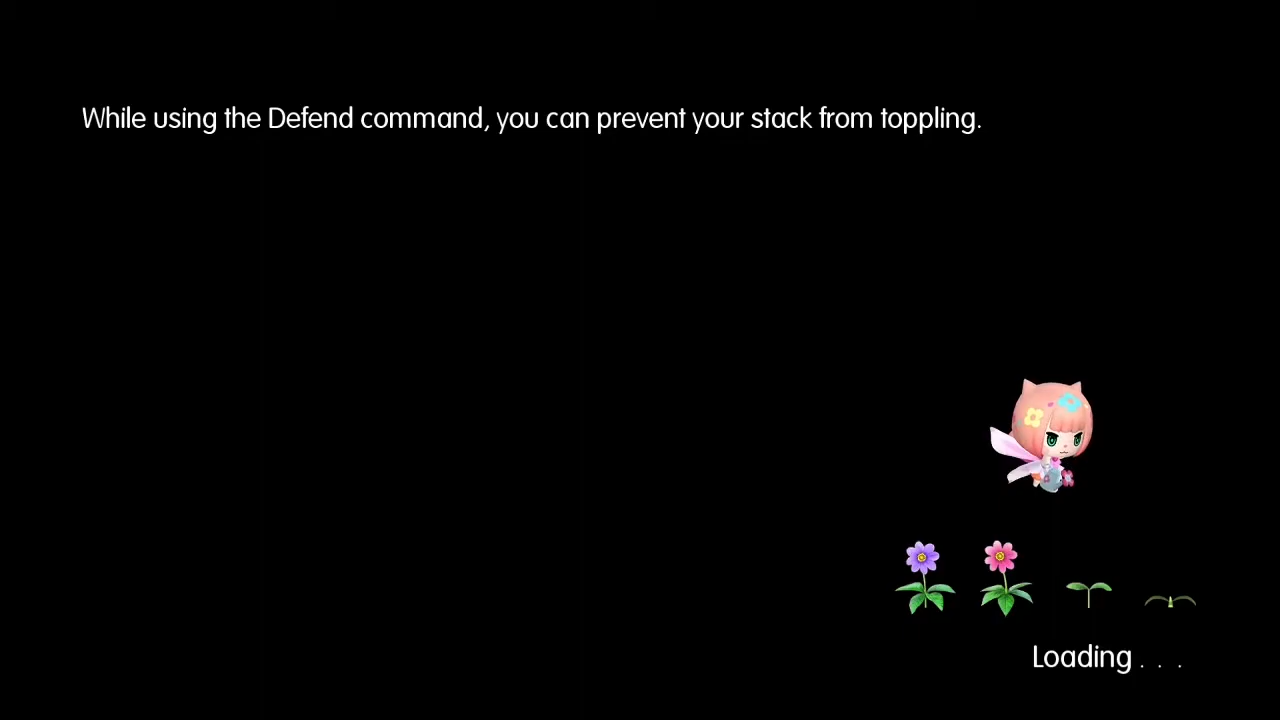 While using the Defend command, you can prevent your stack from toppling.
Loading . . .